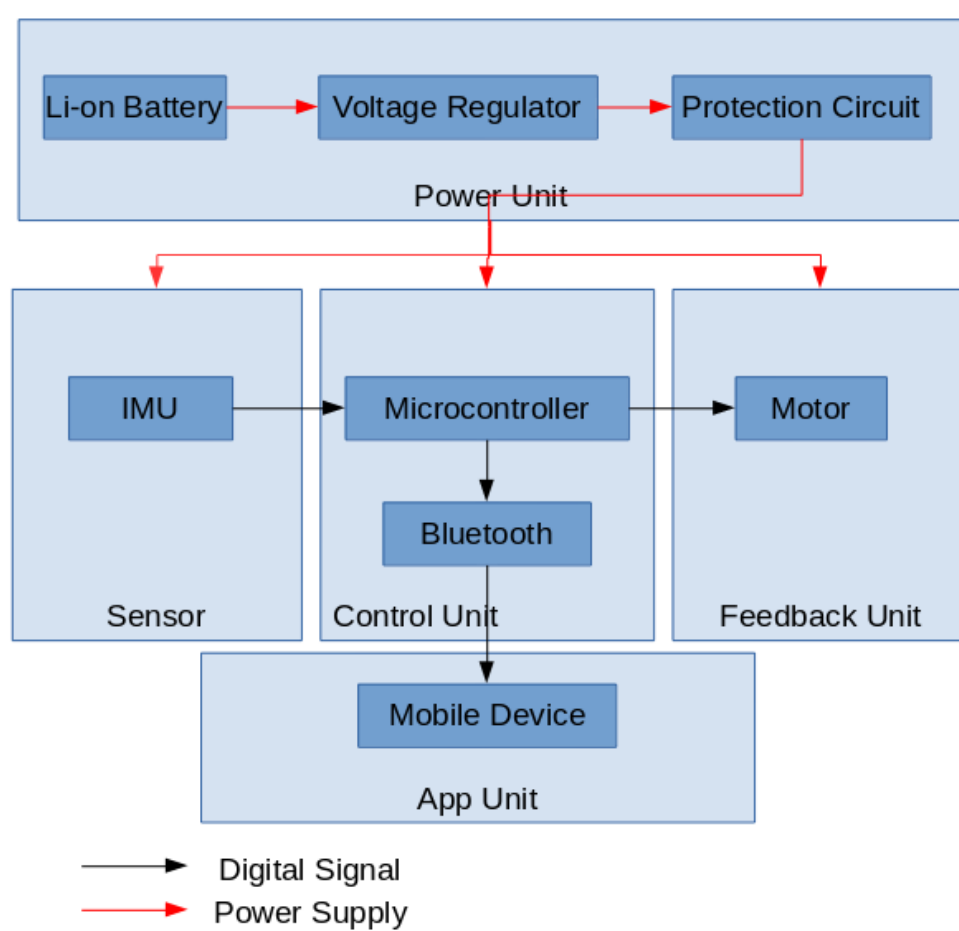 Li-on Battery
Voltage Regulator
Protection Circuit
Power Unit
IMU
Microcontroller
Motor
Bluetooth
Sensor
Control Unit
Feedback Unit
Mobile Device
App Unit
Digital Signal
Power Supply